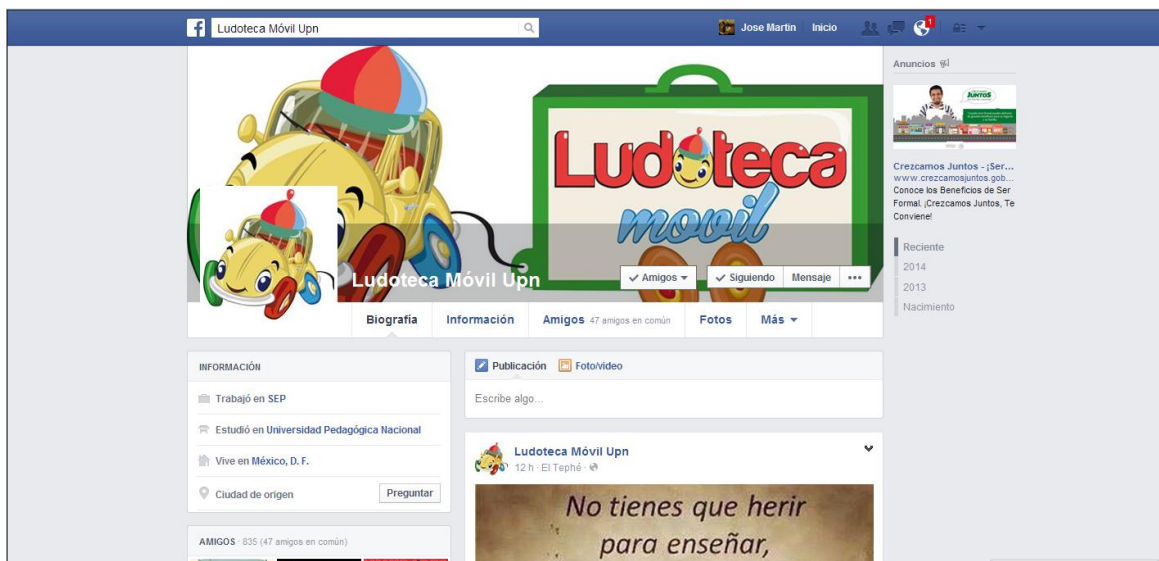 Ludoteca Móvil Upn
Jose Martin Inicio
1
Ludoteca
movil
Ludoteca Móvil Upn
Amigos
Siguiendo Mensaje
Biografía Información Amigos 47 amigos en común Fotos Más
Anuncios
JUNTOS
Crezcamos Juntos - ¡Ser...
www.crezcamosjuntos.gob...
Conoce los Beneficios de Ser
Formal. ¡Crezcamos Juntos, Te
Conviene!
Reciente
2014
2013
Nacimiento
INFORMACIÓN
Trabajó en SEP
Estudió en Universidad Pedagógica Nacional
Vive en México, D. F.
Ciudad de origen Preguntar
AMIGOS · 835 (47 amigos en común)
Publicación Foto/video
Escribe algo...
Ludoteca Móvil Upn
12 h · El Tephé ·
No tienes que herir
para enseñar,